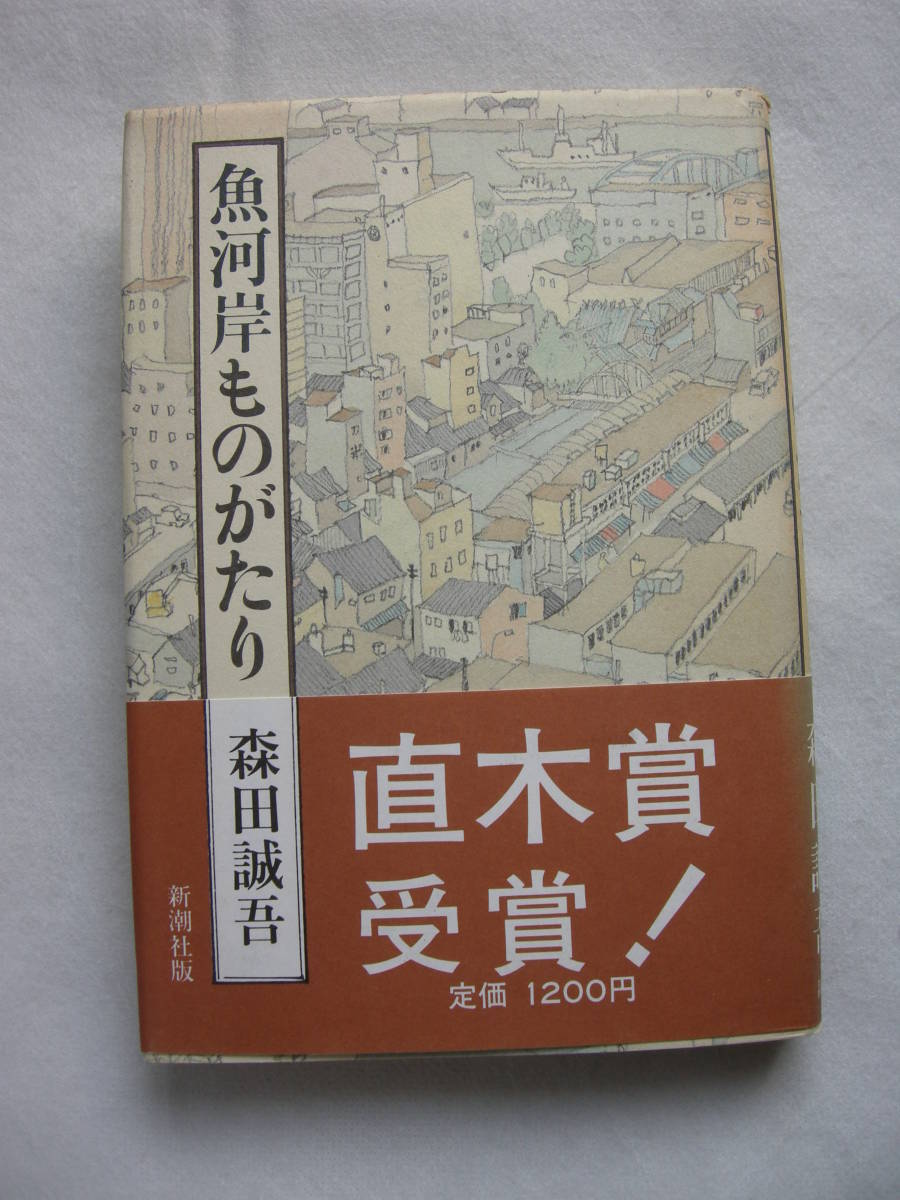 魚河岸ものがたり
森田誠吾
新潮社版
直木賞
受賞!
定価 1200円